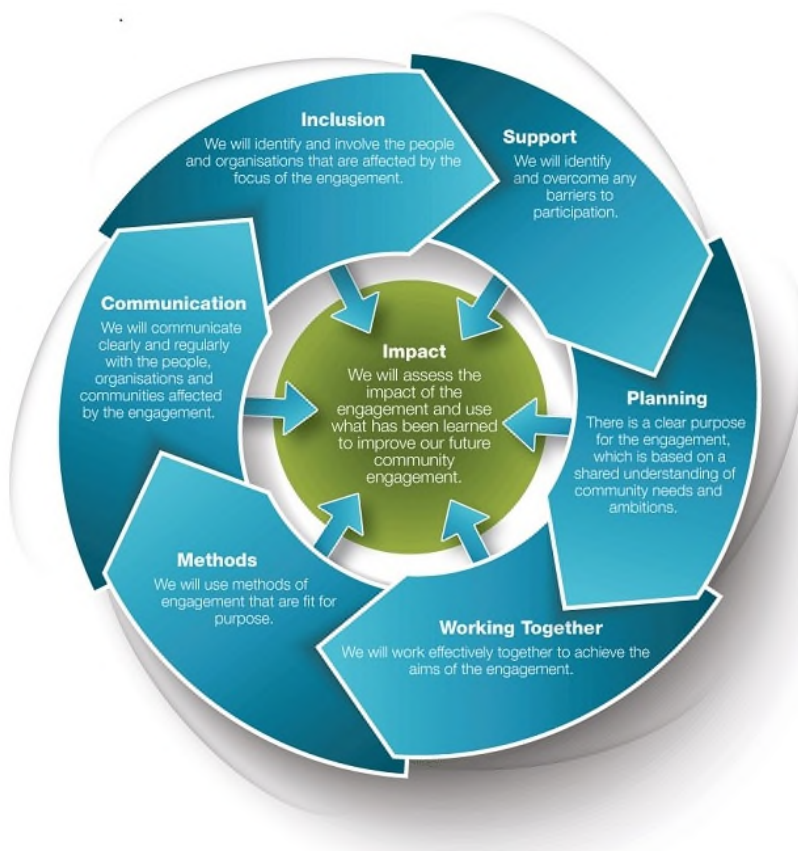 Inclusion
We will identify and involve the people
and organisations that are affected by the
focus of the engagement.
Support
We will identify
and overcome any
barriers to
participation.
Planning
There is a clear purpose
for the engagement,
which is based on a
shared understanding of
community needs and
ambitions.
Working Together
We will work effectively together to achieve the
aims of the engagement.
Methods
We will use methods of
engagement that are fit for
purpose.
Communication
We will communicate
clearly and regularly
with the people,
organisations and
communities affected
by the engagement.
Impact
We will assess the
impact of the
engagement and use
what has been learned
to improve our future
community
engagement.